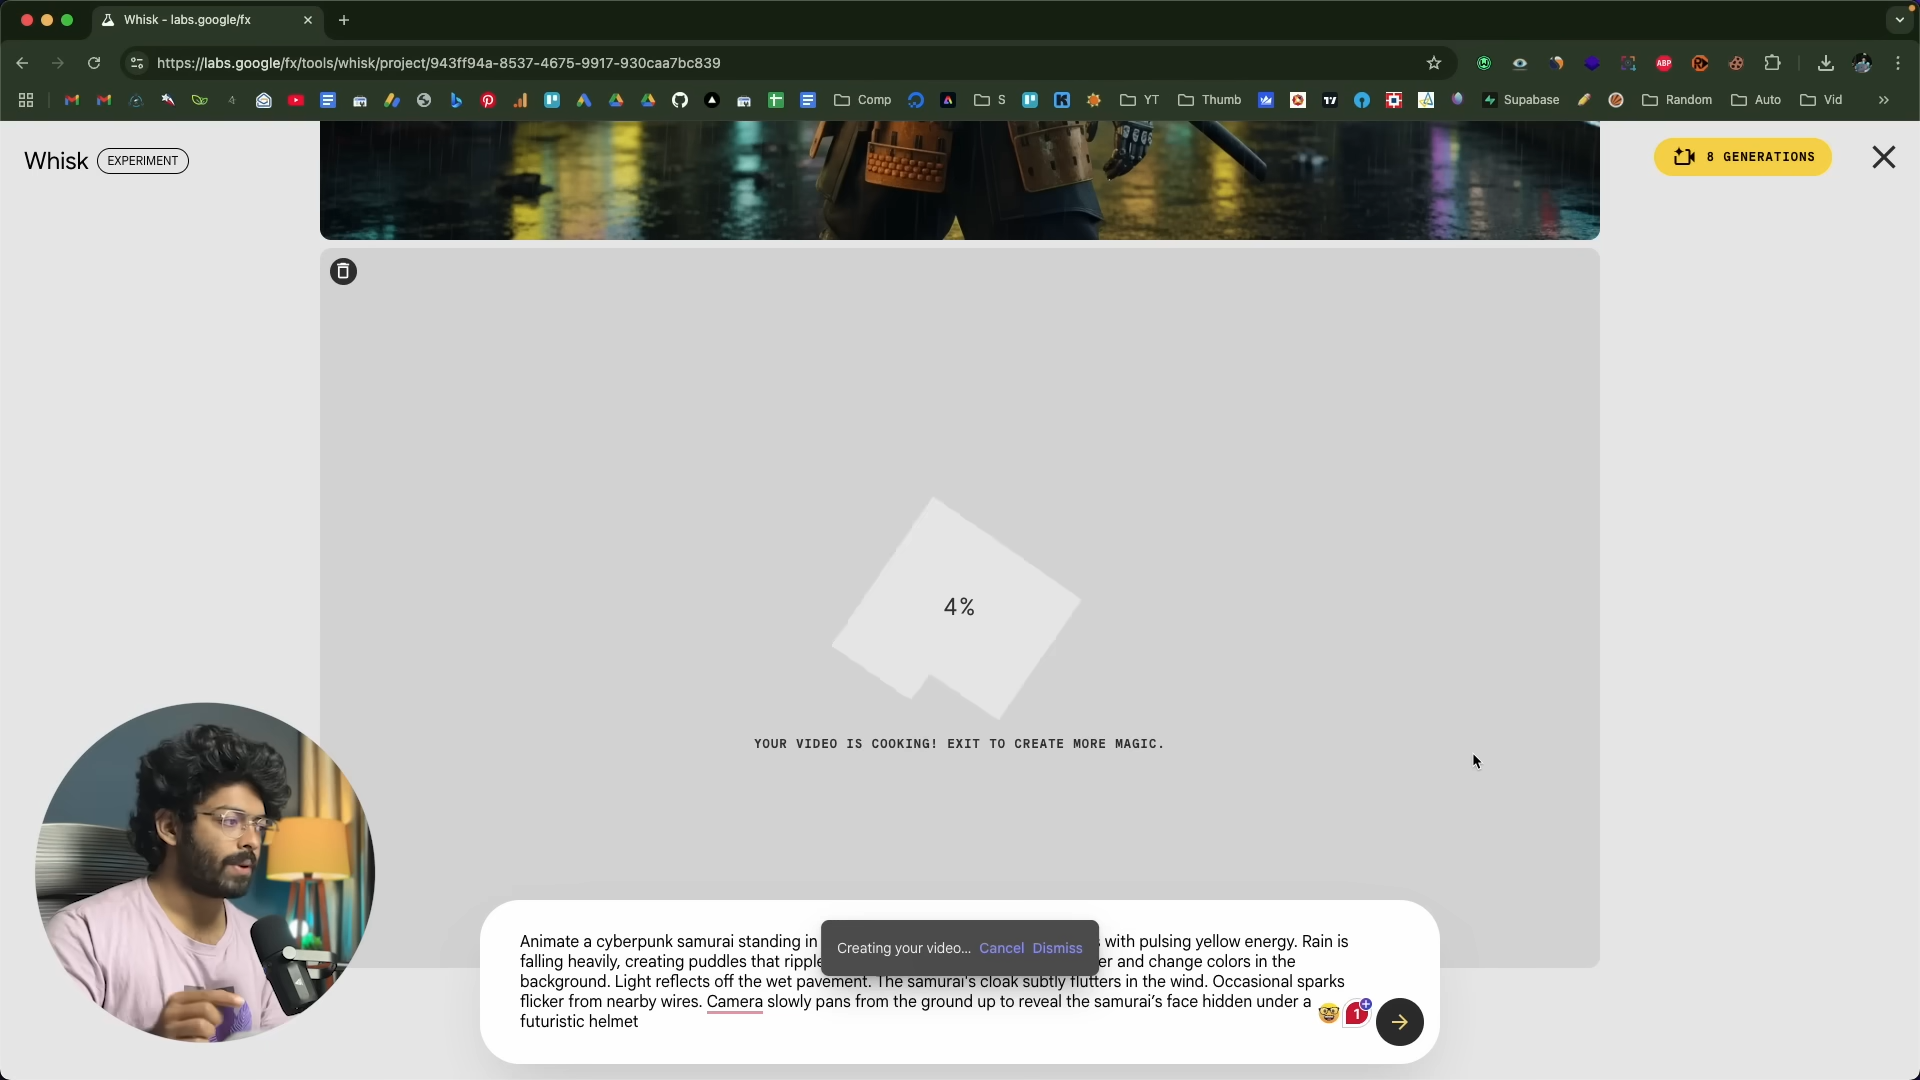 Whisk - labs.google/fx
https://labs.google/fx/tools/whisk/project/943ff94a-8537-4675-9917-930caa7bc839
ABP
Comp
S
YT
Thumb
Supabase
Random
Auto
Vid
Whisk
EXPERIMENT
8 GENERATIONS
4%
YOUR VIDEO IS COOKING! EXIT TO CREATE MORE MAGIC.
Creating your video... Cancel Dismiss
Animate a cyberpunk samurai standing in with pulsing yellow energy. Rain is
falling heavily, creating puddles that ripple and change colors in the
background. Light reflects off the wet pavement. The samurai's cloak subtly flutters in the wind. Occasional sparks
flicker from nearby wires. Camera slowly pans from the ground up to reveal the samurai’s face hidden under a
futuristic helmet
1